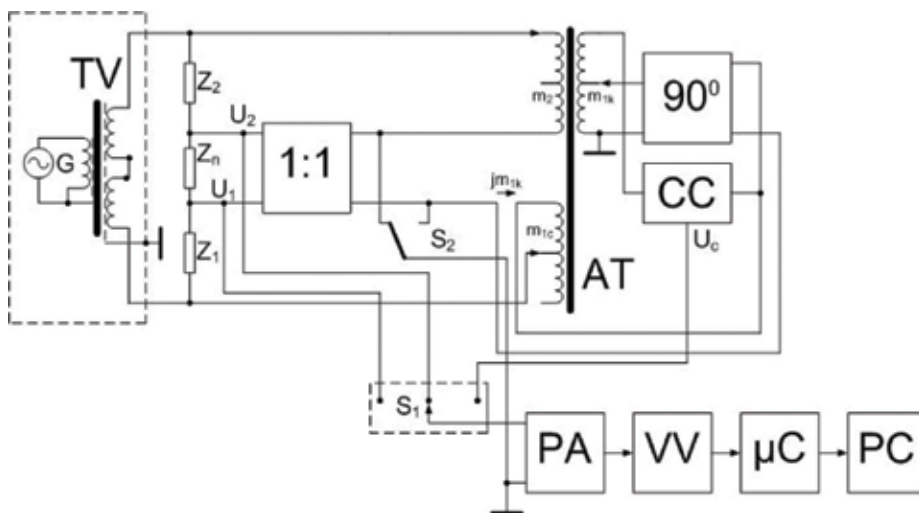 TV
G
Z₂
Zₙ
Z₁
U₂
U₁
1:1
S₂
m₂
m₁ₖ
jm₁ₖ
m₁c
AT
90⁰
CC
Uc
S₁
PA
VV
µC
PC